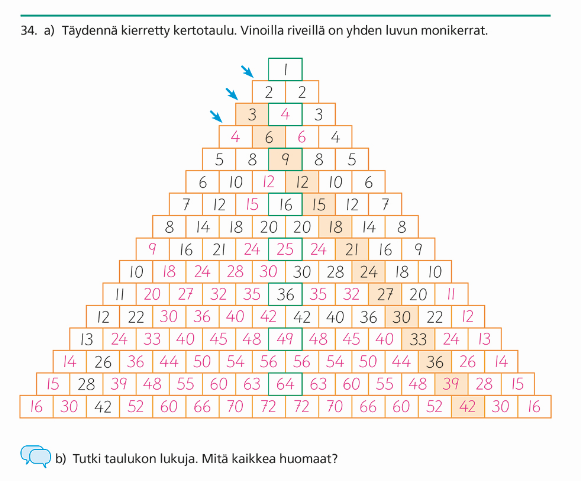 34. a) Täydennä kierretty kertotaulu. Vinoilla riveillä on yhden luvun monikerrat.
1
2 2
3 4 3
4 6 6 4
5 8 9 8 5
6 10 12 12 10 6
7 12 15 16 15 12 7
8 14 18 20 20 18 14 8
9 16 21 24 25 24 21 16 9
10 18 24 28 30 30 28 24 18 10
11 20 27 32 35 36 35 32 27 20 11
12 22 30 36 40 42 42 40 36 30 22 12
13 24 33 40 45 48 49 48 45 40 33 24 13
14 26 36 44 50 54 56 56 54 50 44 36 26 14
15 28 39 48 55 60 63 64 63 60 55 48 39 28 15
16 30 42 52 60 66 70 72 72 70 66 60 52 42 30 16
b) Tutki taulukon lukuja. Mitä kaikkea huomaat?